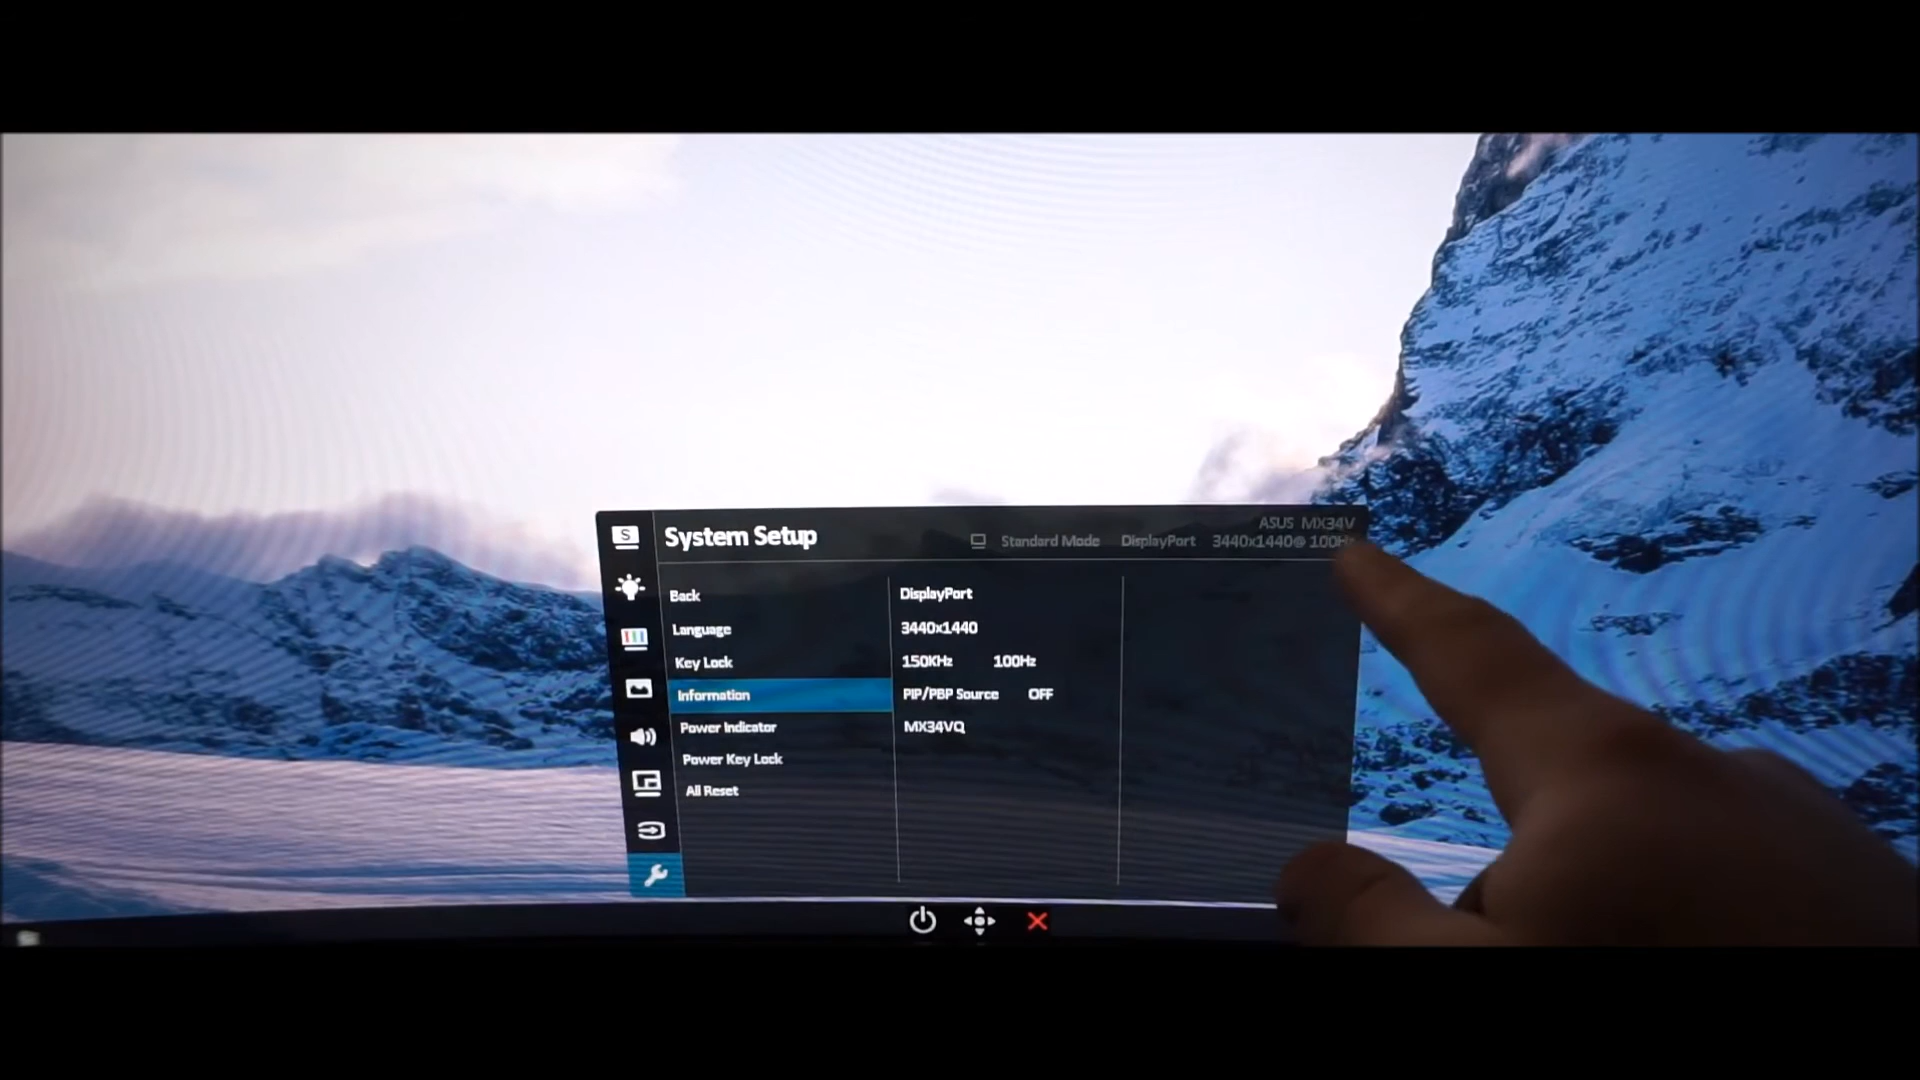 S
System Setup
ASUS MX34V
Standard Mode DisplayPort 3440x1440@ 100Hz
Back
Language
Key Lock
Information
Power Indicator
Power Key Lock
All Reset
DisplayPort
3440x1440
150KHz 100Hz
PIP/PBP Source OFF
MX34VQ